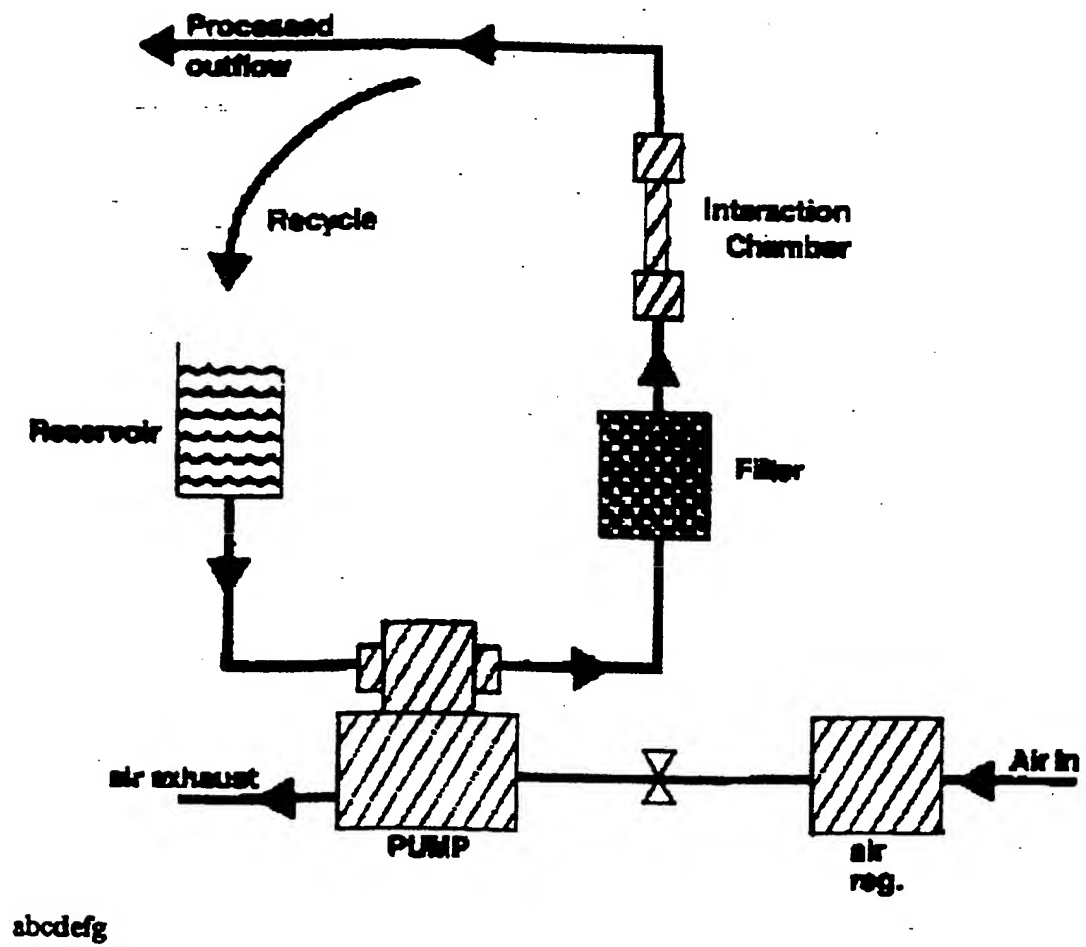 Processed
outflow
Recycle
Interaction
Chamber
Reservoir
Filter
Air in
air exhaust
PUMP
air
reg.
abcdefg